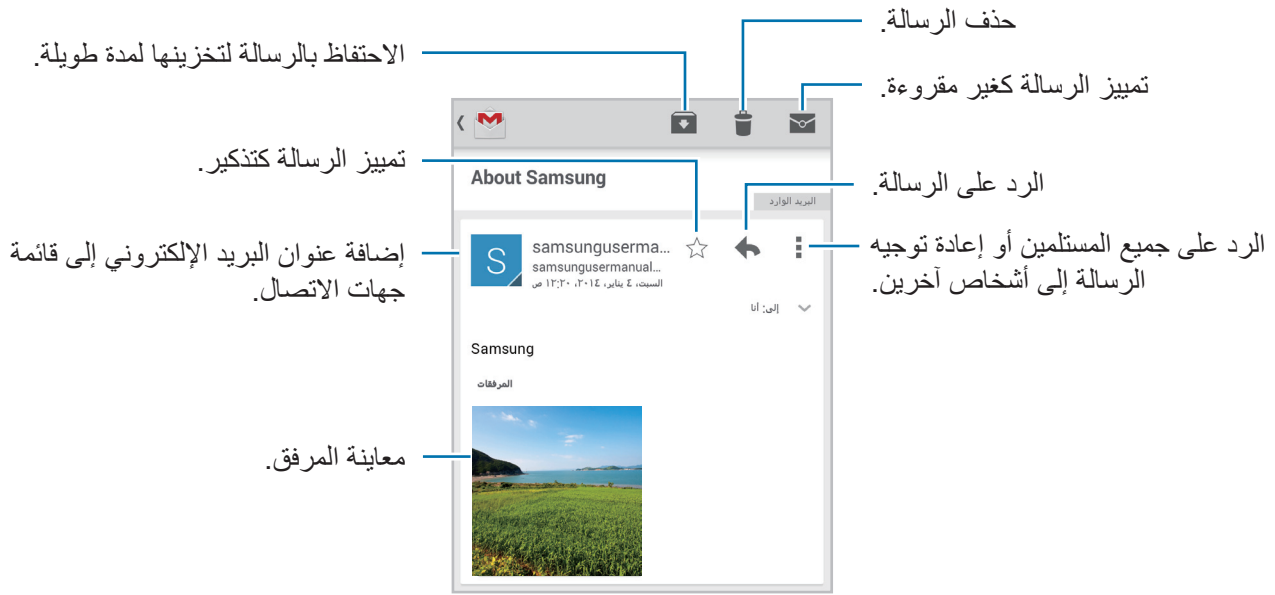 حذف الرسالة.
الاحتفاظ بالرسالة لتخزينها لمدة طويلة.
تمييز الرسالة كغير مقروءة.
تمييز الرسالة كتذكير.
About Samsung
الرد على الرسالة.
البريد الوارد
إضافة عنوان البريد الإلكتروني إلى قائمة
جهات الاتصال.
S
samsunguserma...
samsungusermanual...
السبت، ٤ يناير، ٢٠١٤، ١٢:٢٠ ص
الرد على جميع المستلمين أو إعادة توجيه
الرسالة إلى أشخاص آخرين.
إلى: أنا
Samsung
المرفقات
معاينة المرفق.